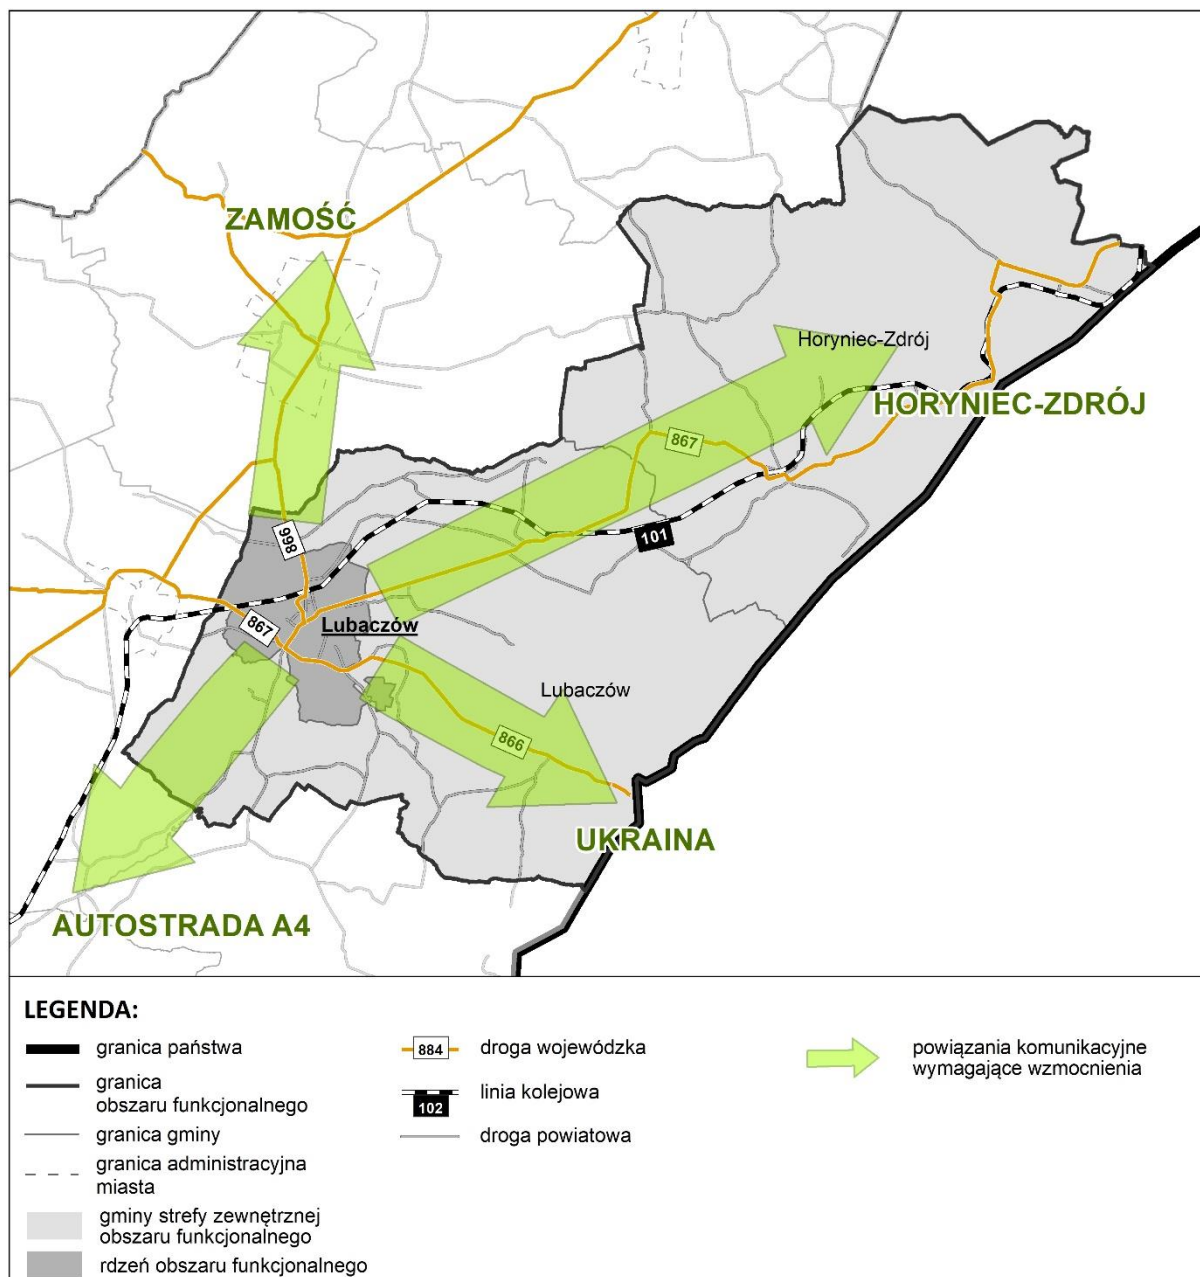 ZAMOŚĆ
Horyniec-Zdrój
HORYNIEC-ZDRÓJ
867
101
866
867
Lubaczów
Lubaczów
866
UKRAINA
AUTOSTRADA A4
LEGENDA:
granica państwa
granica
obszaru funkcjonalnego
granica gminy
granica administracyjna
miasta
gminy strefy zewnętrznej
obszaru funkcjonalnego
rdzeń obszaru funkcjonalnego
884
droga wojewódzka
linia kolejowa
102
droga powiatowa
powiązania komunikacyjne
wymagające wzmocnienia